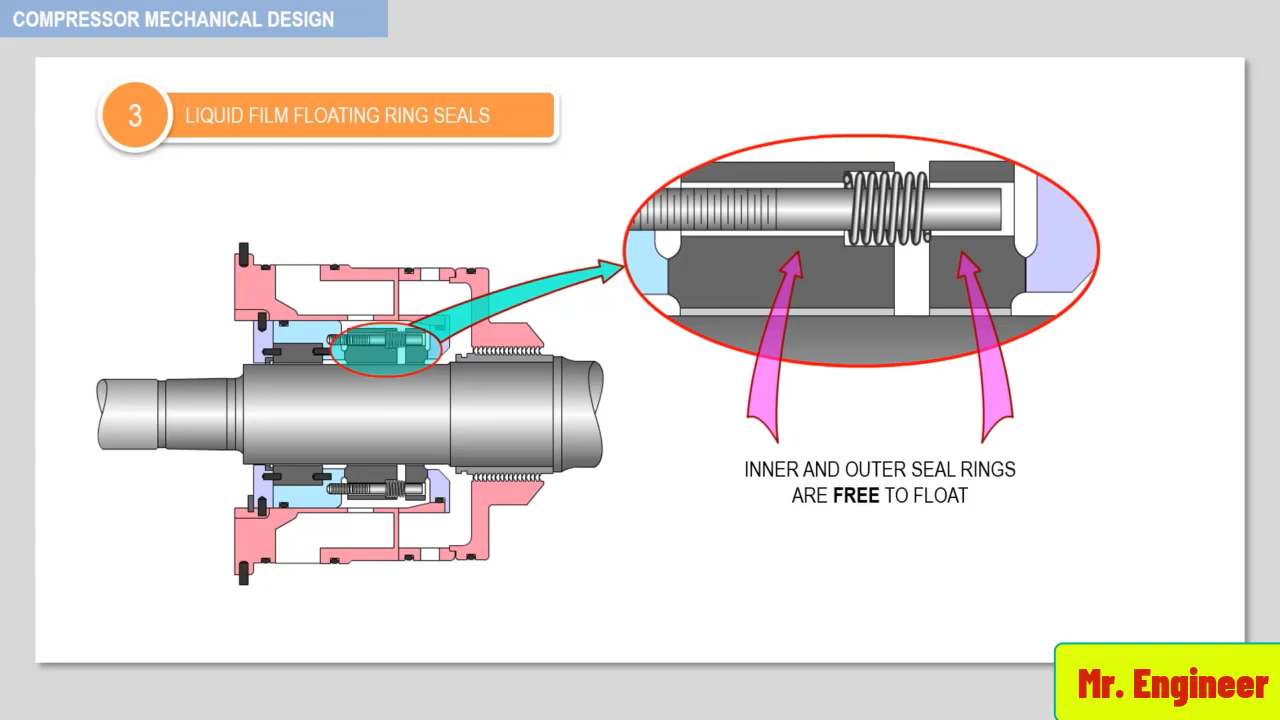 COMPRESSOR MECHANICAL DESIGN
3
LIQUID FILM FLOATING RING SEALS
INNER AND OUTER SEAL RINGS
ARE FREE TO FLOAT
Mr. Engineer